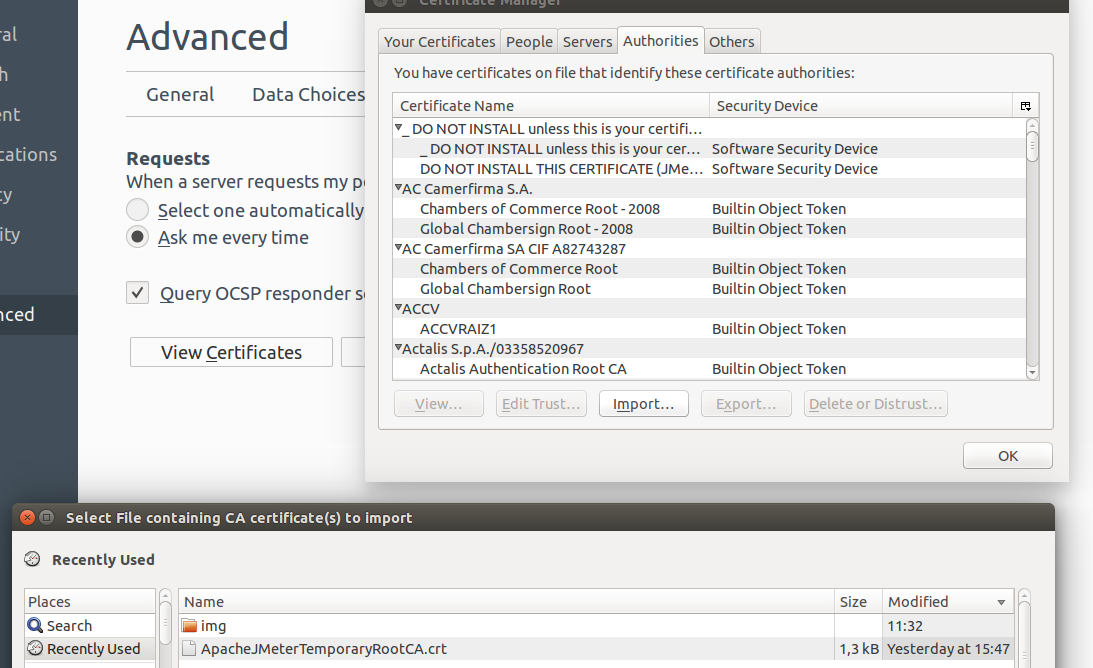 Certificate Manager
ral
h
ent
cations
cy
ity
nced
Advanced
General
Data Choices
Requests
When a server requests my pe
Select one automatically
Ask me every time
Query OCSP responder se
View Certificates
Your Certificates
People
Servers
Authorities
Others
You have certificates on file that identify these certificate authorities:
Certificate Name Security Device
_ DO NOT INSTALL unless this is your certifi...
_ DO NOT INSTALL unless this is your cer... Software Security Device
DO NOT INSTALL THIS CERTIFICATE (JMe... Software Security Device
AC Camerfirma S.A.
Chambers of Commerce Root - 2008 Builtin Object Token
Global Chambersign Root - 2008 Builtin Object Token
AC Camerfirma SA CIF A82743287
Chambers of Commerce Root Builtin Object Token
Global Chambersign Root Builtin Object Token
ACCV
ACCVRAIZ1 Builtin Object Token
Actalis S.p.A./03358520967
Actalis Authentication Root CA Builtin Object Token
View...
Edit Trust...
Import...
Export...
Delete or Distrust...
OK
Select File containing CA certificate(s) to import
Recently Used
Places
Search
Recently Used
Name Size Modified
img 11:32
ApacheJMeterTemporaryRootCA.crt 1,3 kB Yesterday at 15:47